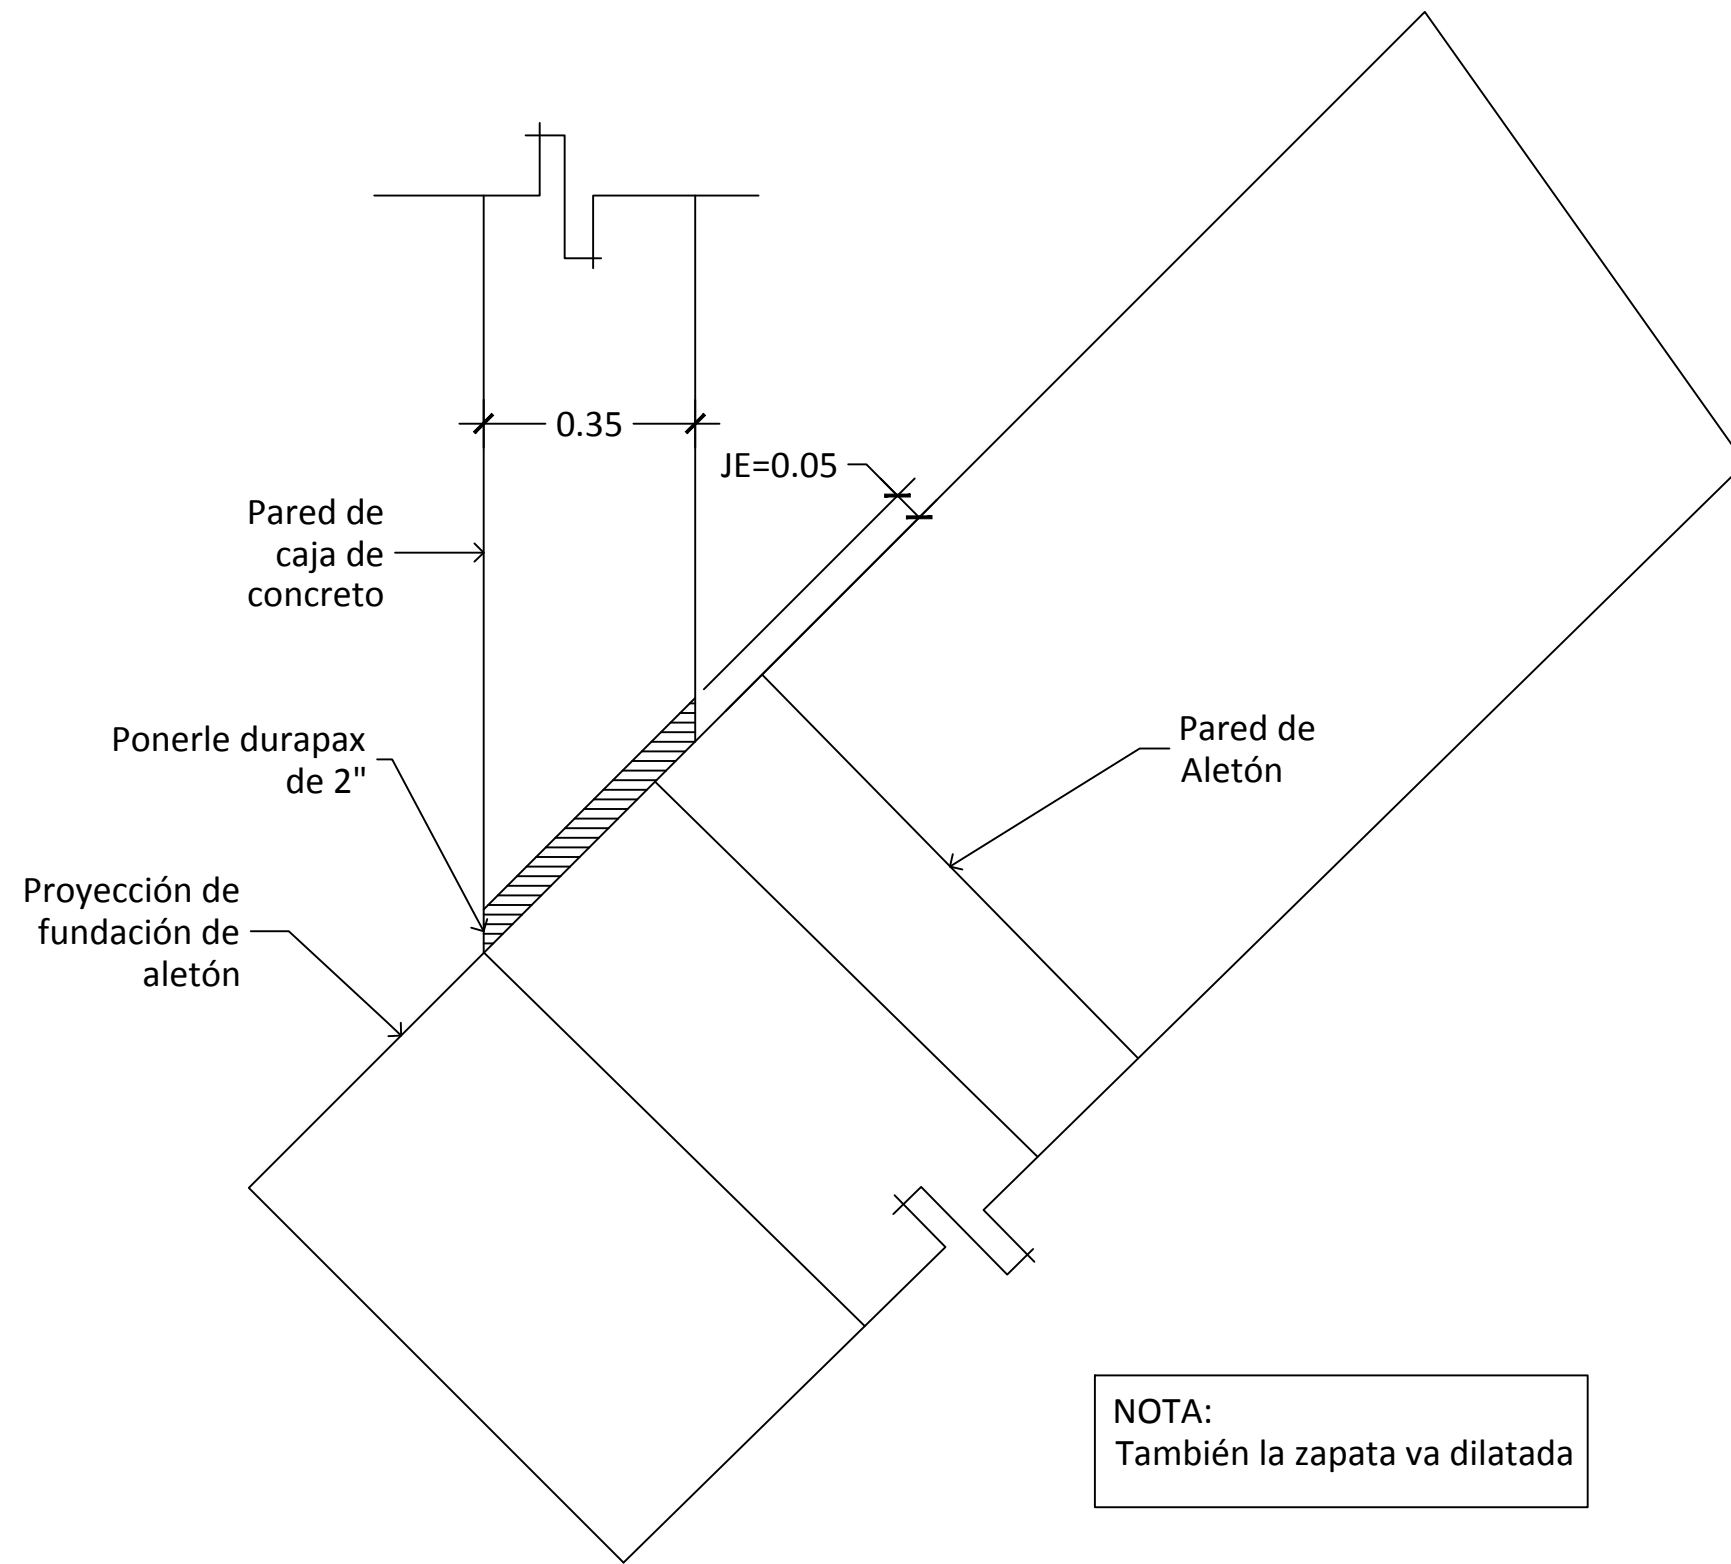 0.35
JE=0.05
Pared de
caja de
concreto
Ponerle durapax
de 2"
Pared de
Aletón
Proyección de
fundación de
aletón
NOTA:
También la zapata va dilatada